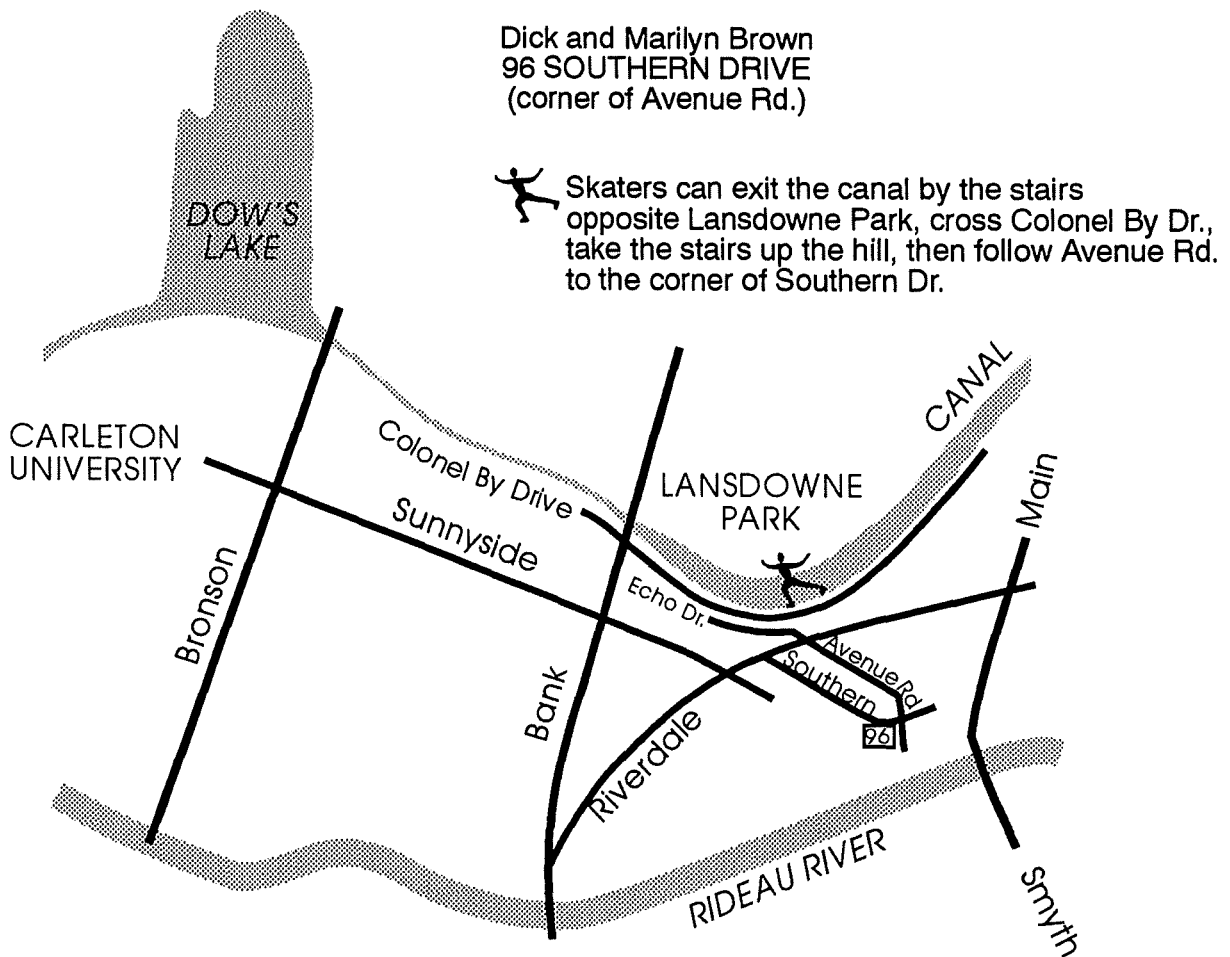 Dick and Marilyn Brown
96 SOUTHERN DRIVE
(corner of Avenue Rd.)
Skaters can exit the canal by the stairs
opposite Lansdowne Park, cross Colonel By Dr.,
take the stairs up the hill, then follow Avenue Rd.
to the corner of Southern Dr.
DOW'S
LAKE
CANAL
CARLETON
UNIVERSITY
Colonel By Drive
LANSDOWNE
PARK
Main
Sunnyside
Bronson
Echo Dr.
Avenue Rd
Southern
Bank
96
Riverdale
RIDEAU RIVER
Smyth